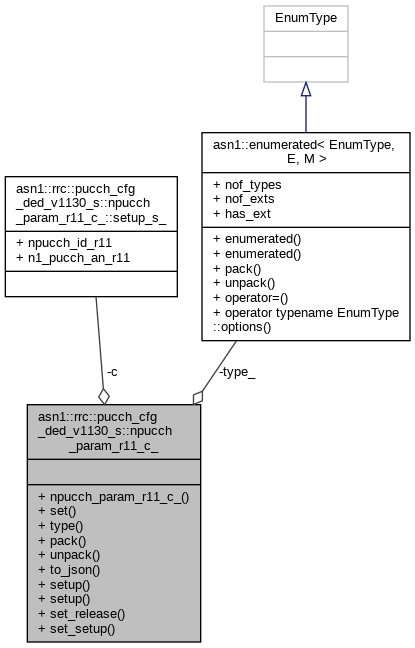 EnumType
asn1::enumerated< EnumType,
E, M >
+ nof_types
+ nof_exts
+ has_ext
+ enumerated()
+ enumerated()
+ pack()
+ unpack()
+ operator=()
+ operator typename EnumType
::options()
asn1::rrc::pucch_cfg
_ded_v1130_s::npucch
_param_r11_c_::setup_s_
+ npucch_id_r11
+ n1_pucch_an_r11
-c
-type_
asn1::rrc::pucch_cfg
_ded_v1130_s::npucch
_param_r11_c_
+ npucch_param_r11_c_()
+ set()
+ type()
+ pack()
+ unpack()
+ to_json()
+ setup()
+ setup()
+ set_release()
+ set_setup()